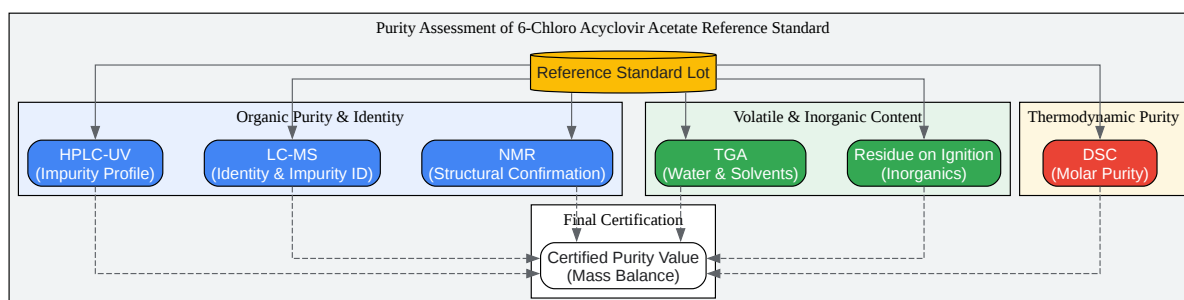 Purity Assessment of 6-Chloro Acyclovir Acetate Reference Standard
Reference Standard Lot
Organic Purity & Identity
Volatile & Inorganic Content
Thermodynamic Purity
HPLC-UV
(Impurity Profile)
LC-MS
(Identity & Impurity ID)
NMR
(Structural Confirmation)
TGA
(Water & Solvents)
Residue on Ignition
(Inorganics)
DSC
(Molar Purity)
Final Certification
Certified Purity Value
(Mass Balance)